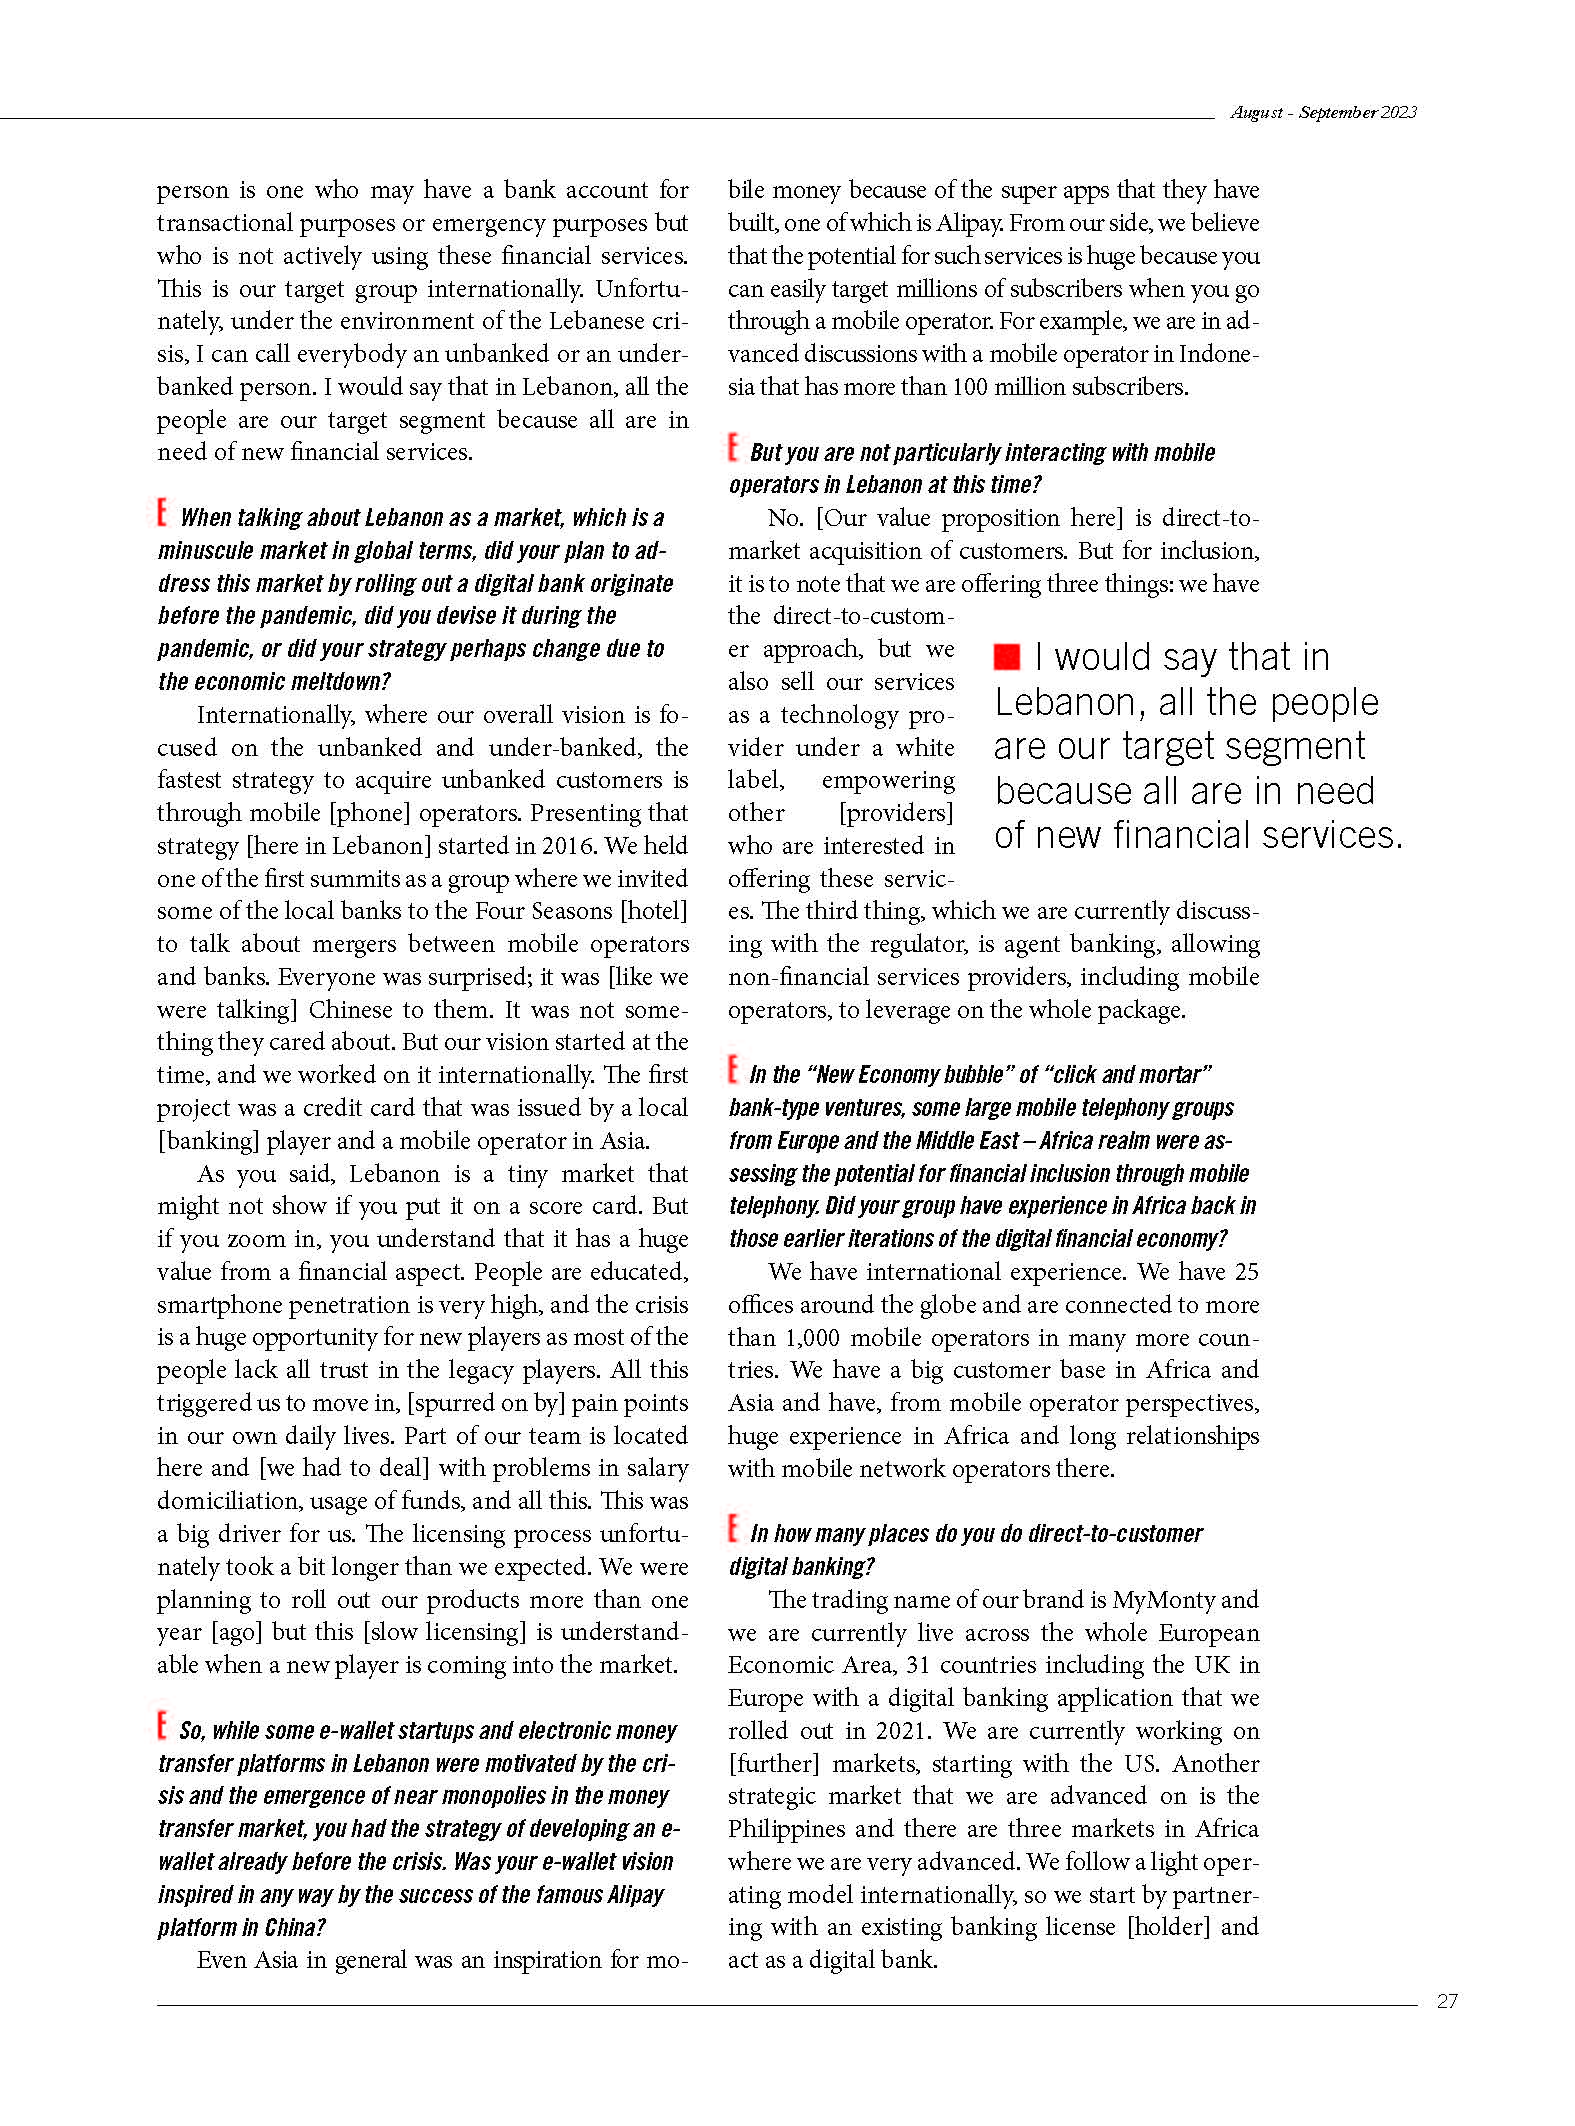 August - September 2023
person is one who may have a bank account for
transactional purposes or emergency purposes but
who is not actively using these financial services.
This is our target group internationally. Unfortu-
nately, under the environment of the Lebanese cri-
sis, I can call everybody an unbanked or an under-
banked person. I would say that in Lebanon, all the
people are our target segment because all are in
need of new financial services.
E When talking about Lebanon as a market, which is a
minuscule market in global terms, did your plan to ad-
dress this market by rolling out a digital bank originate
before the pandemic, did you devise it during the
pandemic, or did your strategy perhaps change due to
the economic meltdown?
Internationally, where our overall vision is fo-
cused on the unbanked and under-banked, the
fastest strategy to acquire unbanked customers is
through mobile [phone] operators. Presenting that
strategy [here in Lebanon] started in 2016. We held
one of the first summits as a group where we invited
some of the local banks to the Four Seasons [hotel]
to talk about mergers between mobile operators
and banks. Everyone was surprised; it was [like we
were talking] Chinese to them. It was not some-
thing they cared about. But our vision started at the
time, and we worked on it internationally. The first
project was a credit card that was issued by a local
[banking] player and a mobile operator in Asia.
As you said, Lebanon is a tiny market that
might not show if you put it on a score card. But
if you zoom in, you understand that it has a huge
value from a financial aspect. People are educated,
smartphone penetration is very high, and the crisis
is a huge opportunity for new players as most of the
people lack all trust in the legacy players. All this
triggered us to move in, [spurred on by] pain points
in our own daily lives. Part of our team is located
here and [we had to deal] with problems in salary
domiciliation, usage of funds, and all this. This was
a big driver for us. The licensing process unfortu-
nately took a bit longer than we expected. We were
planning to roll out our products more than one
year [ago] but this [slow licensing] is understand-
able when a new player is coming into the market.
E So, while some e-wallet startups and electronic money
transfer platforms in Lebanon were motivated by the cri-
sis and the emergence of near monopolies in the money
transfer market, you had the strategy of developing an e-
wallet already before the crisis. Was your e-wallet vision
inspired in any way by the success of the famous Alipay
platform in China?
Even Asia in general was an inspiration for mo-
bile money because of the super apps that they have
built, one of which is Alipay. From our side, we believe
that the potential for such services is huge because you
can easily target millions of subscribers when you go
through a mobile operator. For example, we are in ad-
vanced discussions with a mobile operator in Indone-
sia that has more than 100 million subscribers.
E But you are not particularly interacting with mobile
operators in Lebanon at this time?
No. [Our value proposition here] is direct-to-
market acquisition of customers. But for inclusion,
it is to note that we are offering three things: we have
the direct-to-custom-
er approach, but we
also sell our services
as a technology pro-
vider under a white
label, empowering
other [providers]
who are interested in
offering these servic-
es. The third thing, which we are currently discuss-
ing with the regulator, is agent banking, allowing
non-financial services providers, including mobile
operators, to leverage on the whole package.
I would say that in
Lebanon, all the people
are our target segment
because all are in need
of new financial services.
E In the “New Economy bubble” of “click and mortar”
bank-type ventures, some large mobile telephony groups
from Europe and the Middle East – Africa realm were as-
sessing the potential for financial inclusion through mobile
telephony. Did your group have experience in Africa back in
those earlier iterations of the digital financial economy?
We have international experience. We have 25
offices around the globe and are connected to more
than 1,000 mobile operators in many more coun-
tries. We have a big customer base in Africa and
Asia and have, from mobile operator perspectives,
huge experience in Africa and long relationships
with mobile network operators there.
E In how many places do you do direct-to-customer
digital banking?
The trading name of our brand is MyMonty and
we are currently live across the whole European
Economic Area, 31 countries including the UK in
Europe with a digital banking application that we
rolled out in 2021. We are currently working on
[further] markets, starting with the US. Another
strategic market that we are advanced on is the
Philippines and there are three markets in Africa
where we are very advanced. We follow a light oper-
ating model internationally, so we start by partner-
ing with an existing banking license [holder] and
act as a digital bank.
27